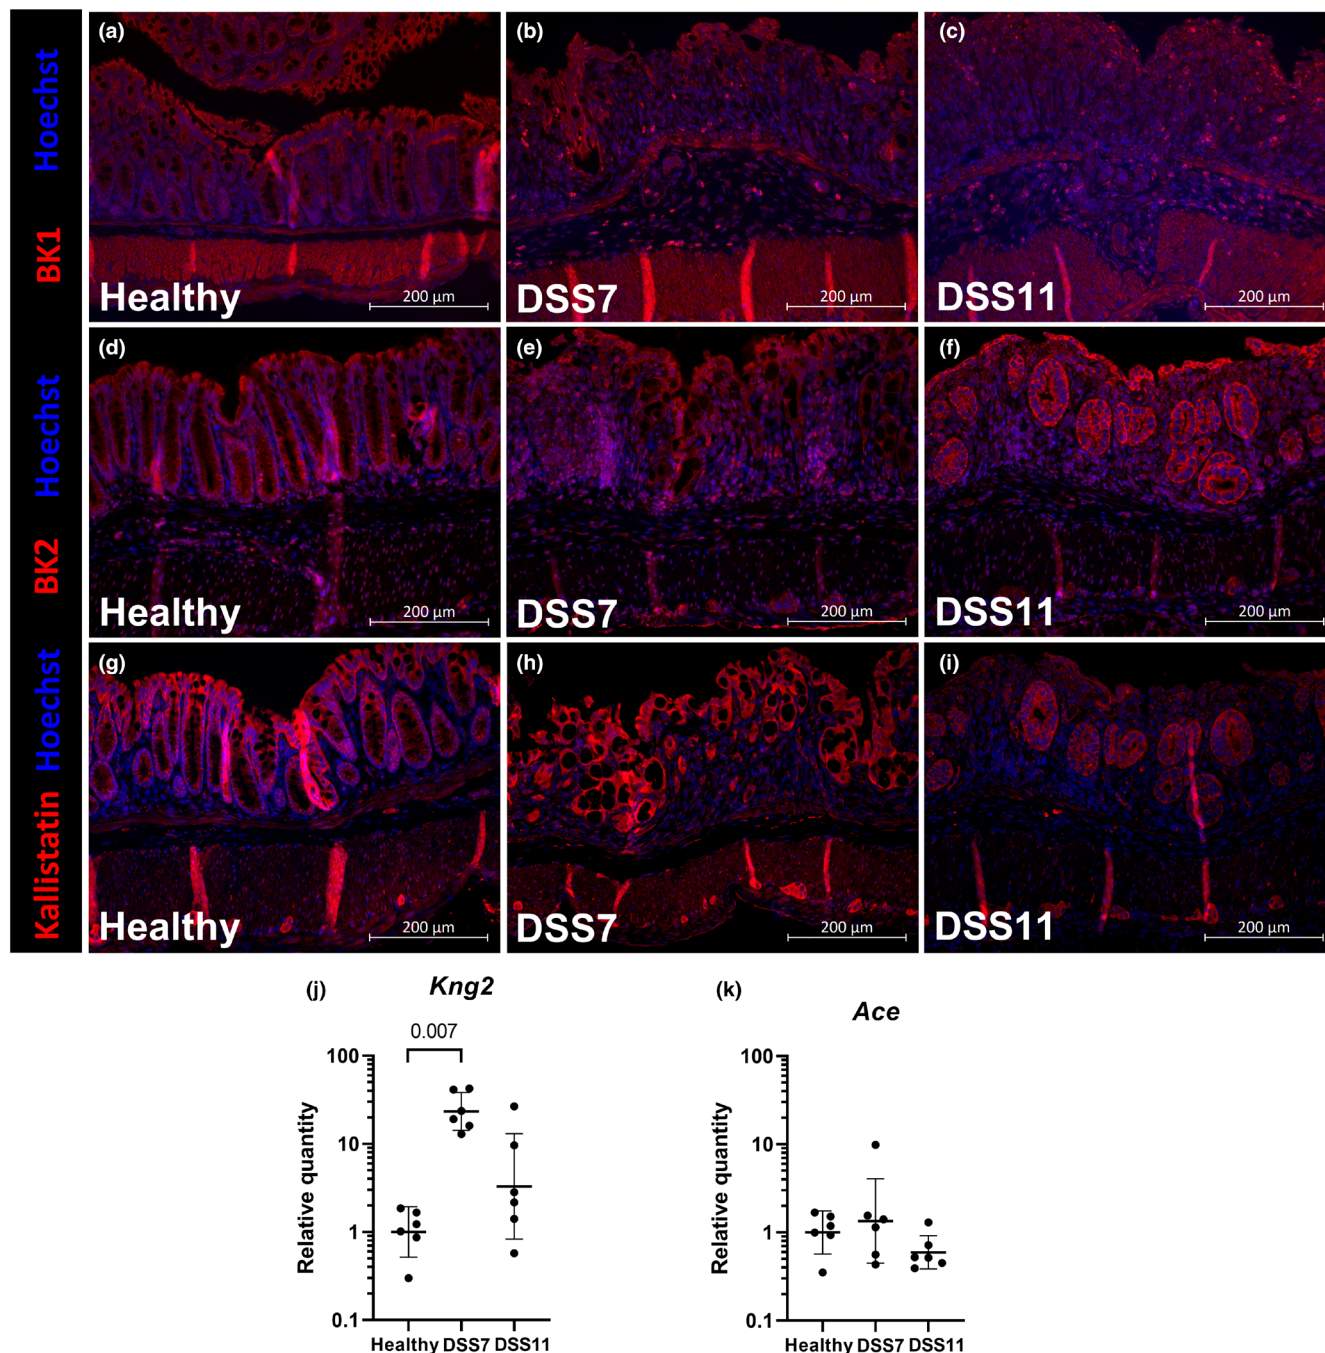 BK1 Hoechst
(a)
Healthy
200 µm
(b)
DSS7
200 µm
(c)
DSS11
200 µm
BK2 Hoechst
(d)
Healthy
200 µm
(e)
DSS7
200 µm
(f)
DSS11
200 µm
Kallistatin Hoechst
(g)
Healthy
200 µm
(h)
DSS7
200 µm
(i)
DSS11
200 µm
(j)
Kng2
0.007
Relative quantity
100
10
1
0.1
Healthy DSS7 DSS11
(k)
Ace
Relative quantity
100
10
1
0.1
Healthy DSS7 DSS11